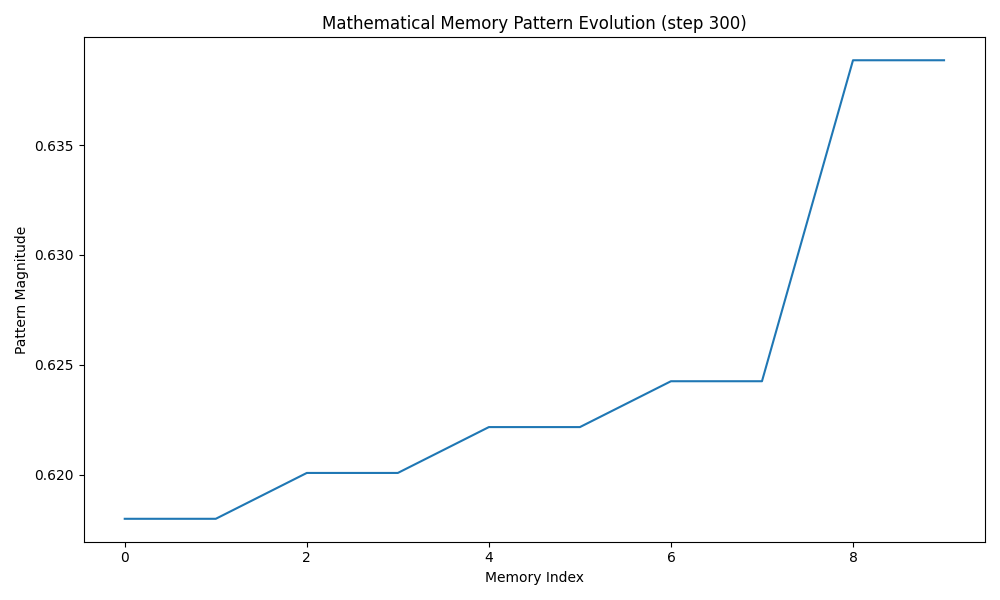 Mathematical Memory Pattern Evolution (step 300)
Pattern Magnitude
0.635
0.630
0.625
0.620
0 2 4 6 8
Memory Index